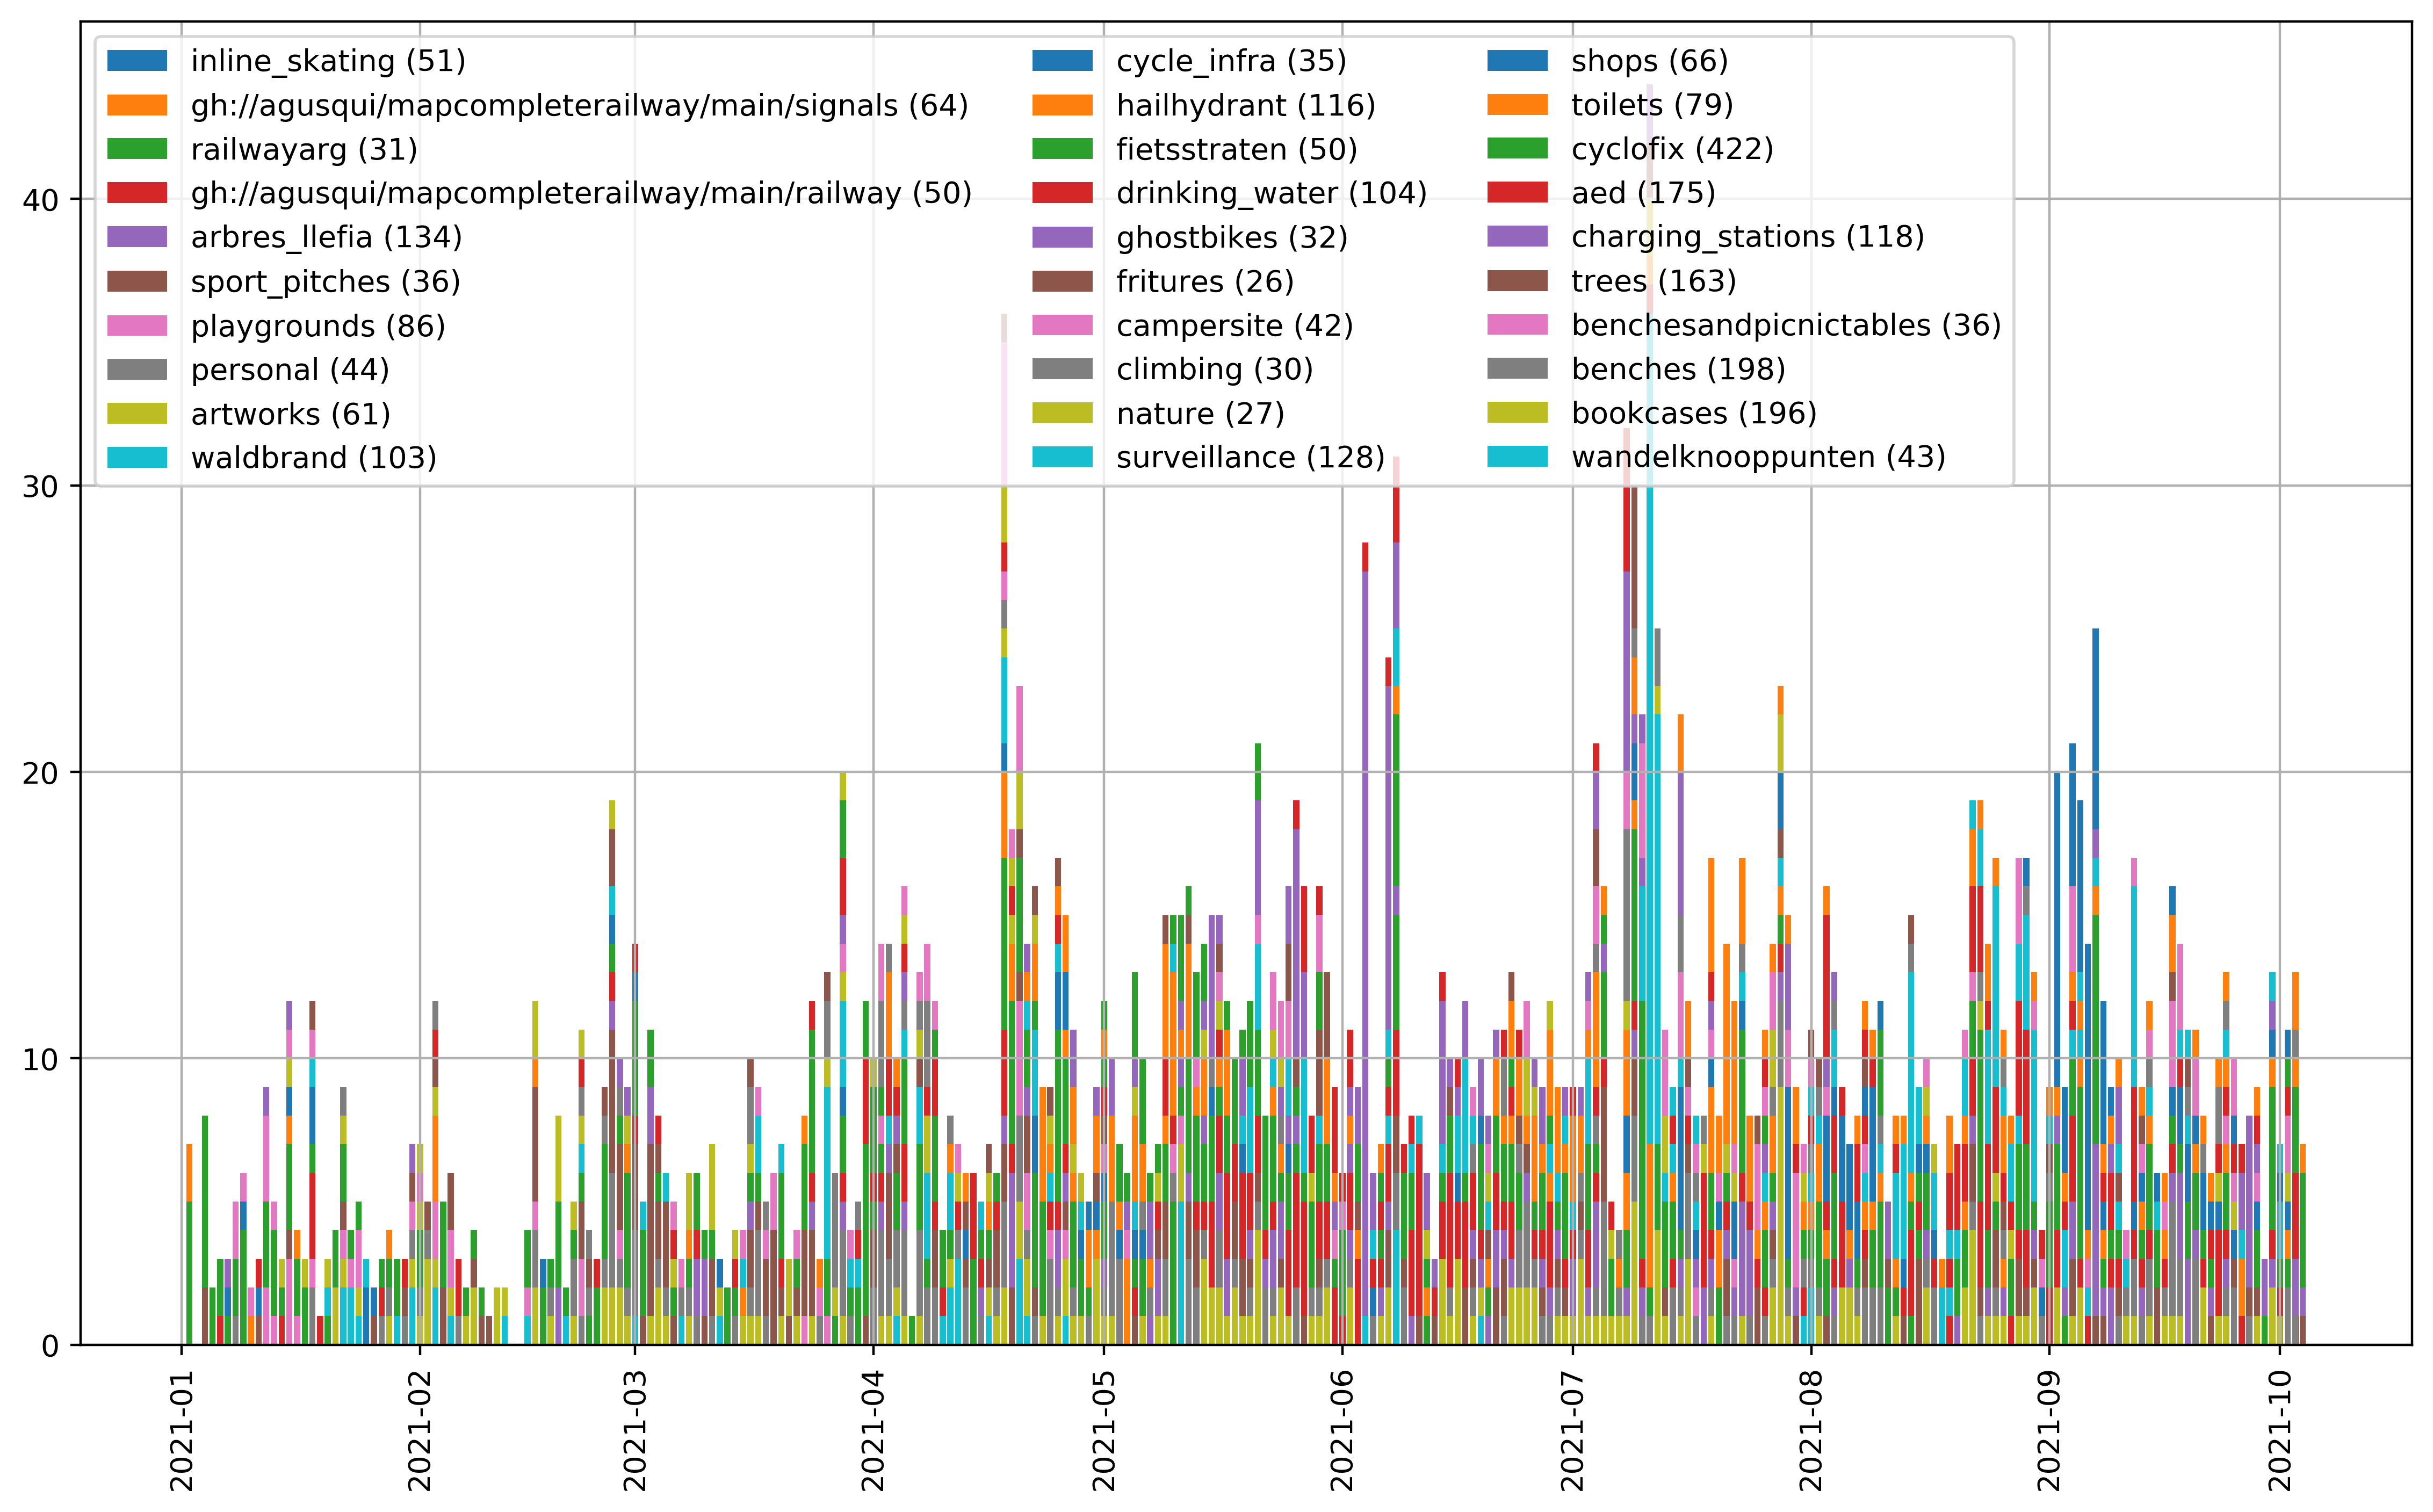 inline_skating (51)
gh://agusqui/mapcompleterailway/main/signals (64)
railwayarg (31)
gh://agusqui/mapcompleterailway/main/railway (50)
arbres_llefia (134)
sport_pitches (36)
playgrounds (86)
personal (44)
artworks (61)
waldbrand (103)
cycle_infra (35)
hailhydrant (116)
fietsstraten (50)
drinking_water (104)
ghostbikes (32)
fritures (26)
campersite (42)
climbing (30)
nature (27)
surveillance (128)
shops (66)
toilets (79)
cyclofix (422)
aed (175)
charging_stations (118)
trees (163)
benchesandpicnictables (36)
benches (198)
bookcases (196)
wandelknooppunten (43)
40
30
20
10
0
2021-01
2021-02
2021-03
2021-04
2021-05
2021-06
2021-07
2021-08
2021-09
2021-10